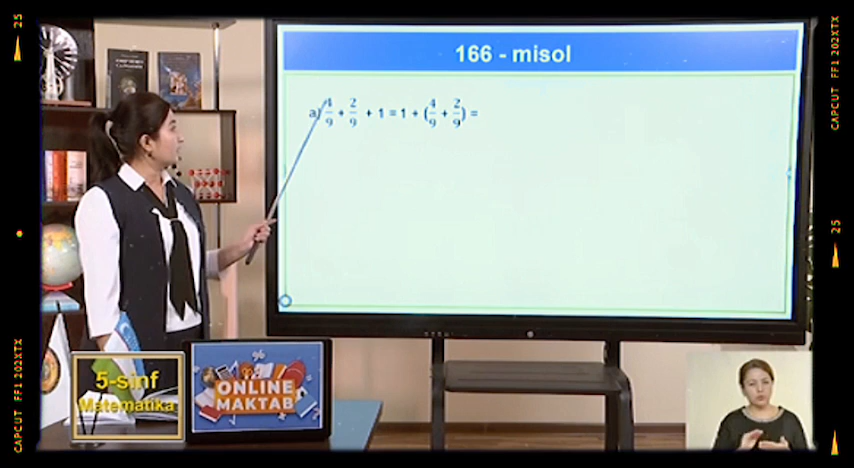 166 - misol
a) 4/9 + 2/9 + 1 = 1 + (4/9 + 2/9) =
5-sinf
Matematika
ONLINE
MAKTAB
25
CAPCUT FF1 202XTX
CAPCUT FF1 202XTX
25